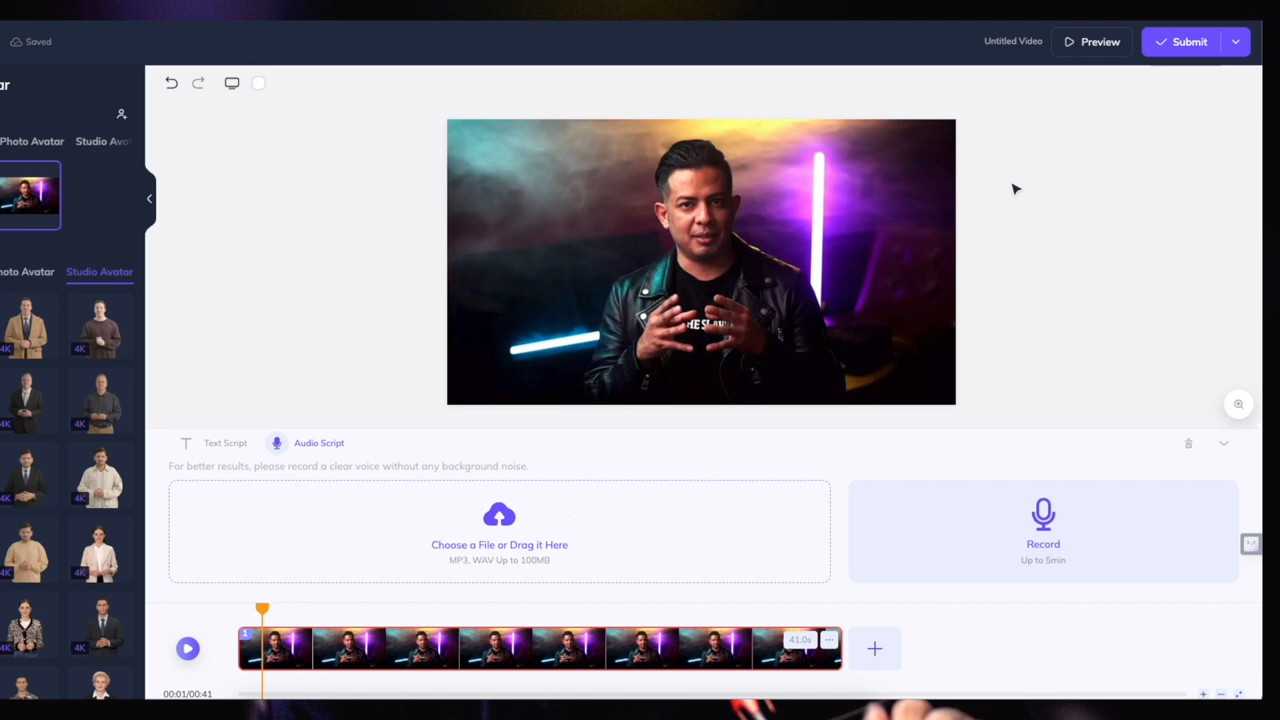 Saved
Untitled Video
Preview
Submit
ar
Photo Avatar
Studio Ava
hoto Avatar
Studio Avatar
4K
4K
4K
4K
4K
4K
4K
4K
4K
4K
Text Script
Audio Script
For better results, please record a clear voice without any background noise.
Choose a File or Drag it Here
MP3, WAV Up to 100MB
Record
Up to 5min
1
41.0s
00:01/00:41